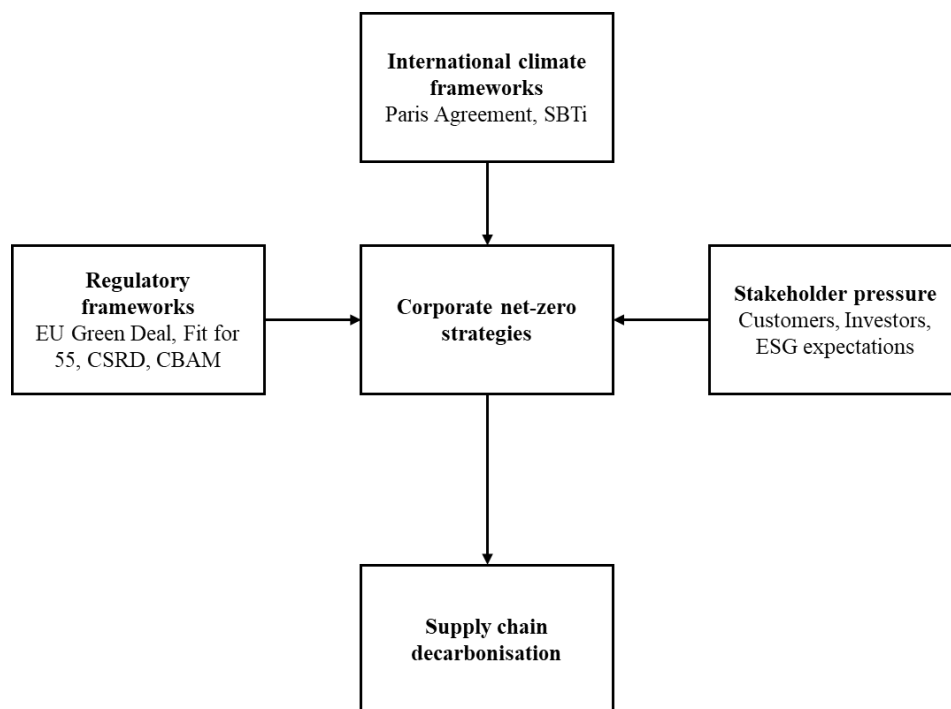 International climate
frameworks
Paris Agreement, SBTi
Regulatory
frameworks
EU Green Deal, Fit for
55, CSRD, CBAM
Corporate net-zero
strategies
Stakeholder pressure
Customers, Investors,
ESG expectations
Supply chain
decarbonisation